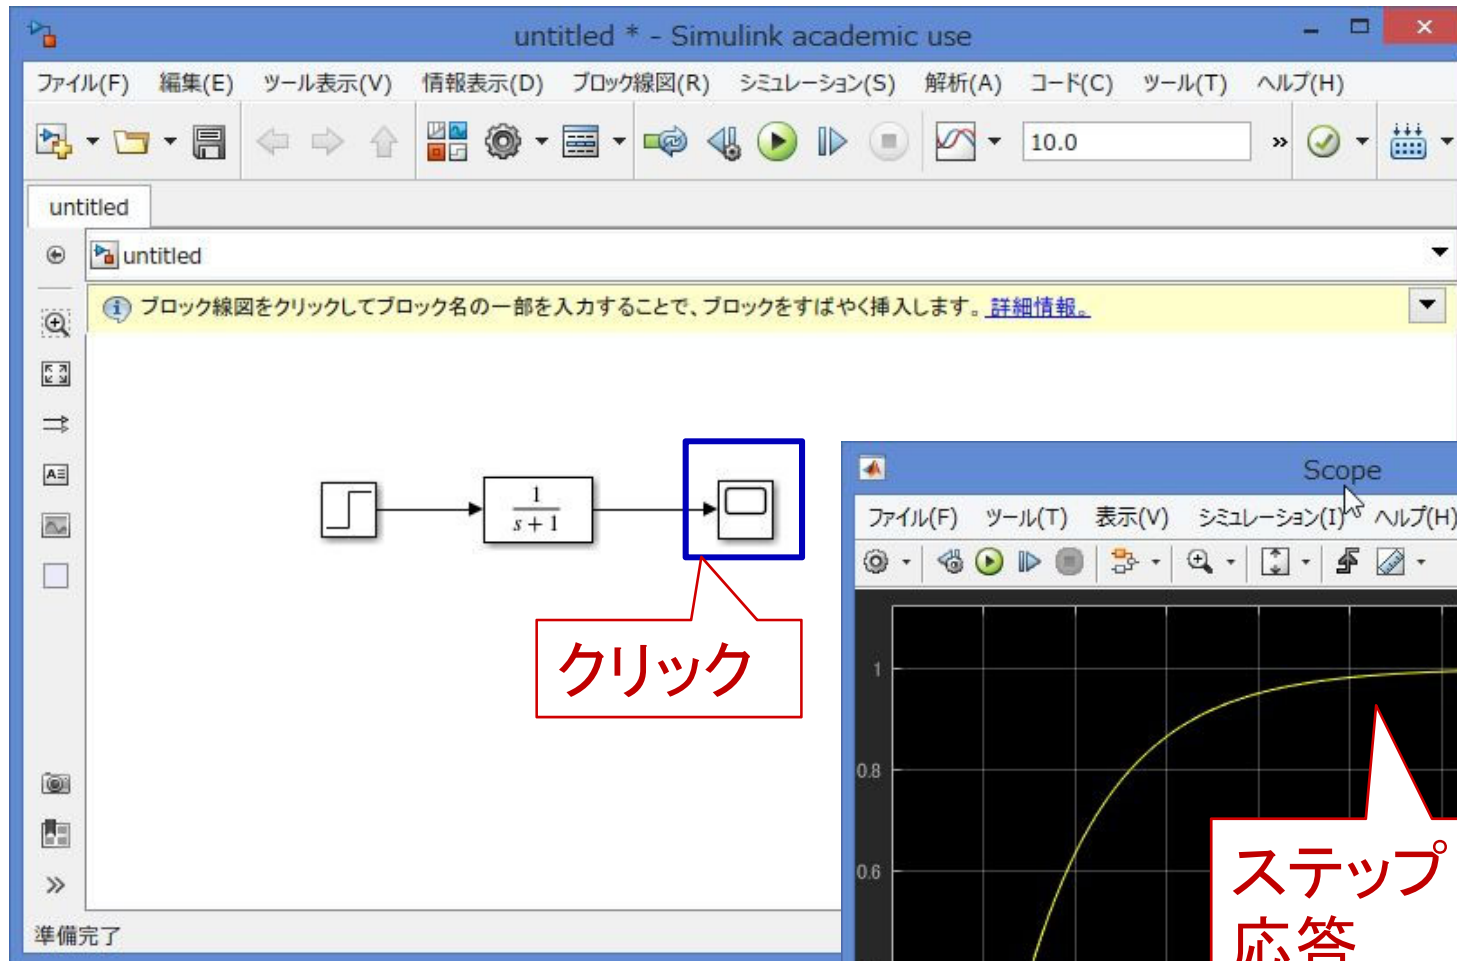 untitled * - Simulink academic use
ファイル(F) 編集(E) ツール表示(V) 情報表示(D) ブロック線図(R) シミュレーション(S) 解析(A) コード(C) ツール(T) ヘルプ(H)
10.0
untitled
untitled
ブロック線図をクリックしてブロック名の一部を入力することで、ブロックをすばやく挿入します。詳細情報。
1
s + 1
クリック
Scope
ファイル(F) ツール(T) 表示(V) シミュレーション(I) ヘルプ(H)
1
0.8
0.6
ステップ
応答
準備完了